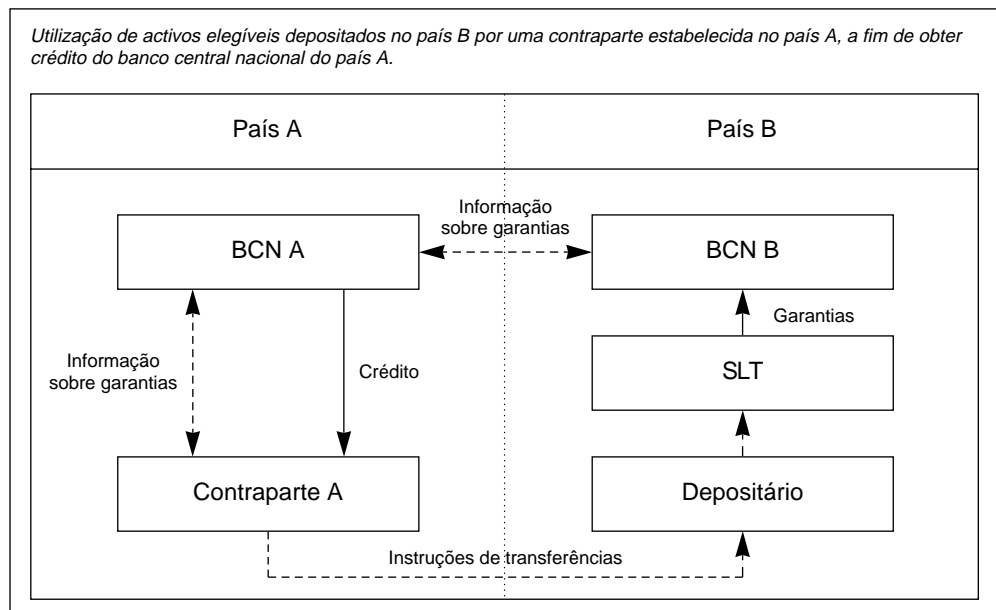 Utilização de activos elegíveis depositados no país B por uma contraparte estabelecida no país A, a fim de obter
crédito do banco central nacional do país A.
País A
País B
Informação
sobre garantias
BCN A
BCN B
Garantias
Informação
sobre garantias
Crédito
SLT
Contraparte A
Depositário
Instruções de transferências